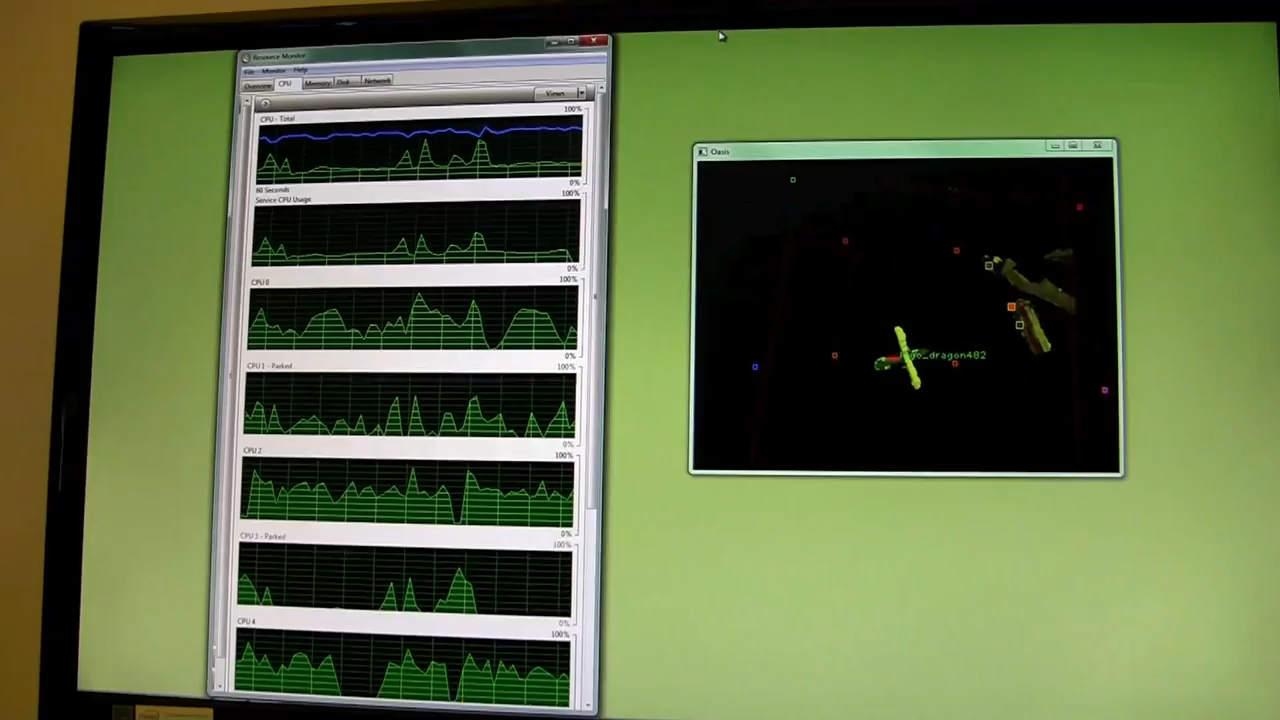 Resource Monitor
File Monitor Help
Overview CPU Memory Disk Network
Views
CPU - Total 100%
60 Seconds 0%
Service CPU Usage 100%
0%
CPU 0 100%
0%
CPU 1 - Parked 100%
0%
CPU 2 100%
0%
CPU 3 - Parked 100%
0%
CPU 4 100%
Oasis
go_dragon482